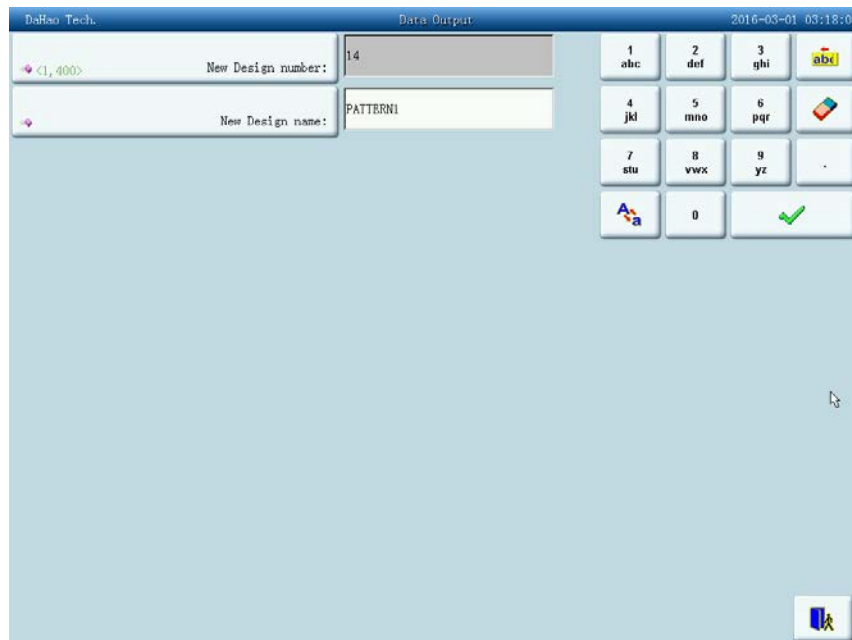 DaHao Tech. Data Output 2016-03-01 03:18:0
<1, 400> New Design number: 14
New Design name: PATTERN1
1 2 3
abc def ghi abc
4 5 6
jkl mno pqr
7 8 9
stu vwx yz .
Aa 0